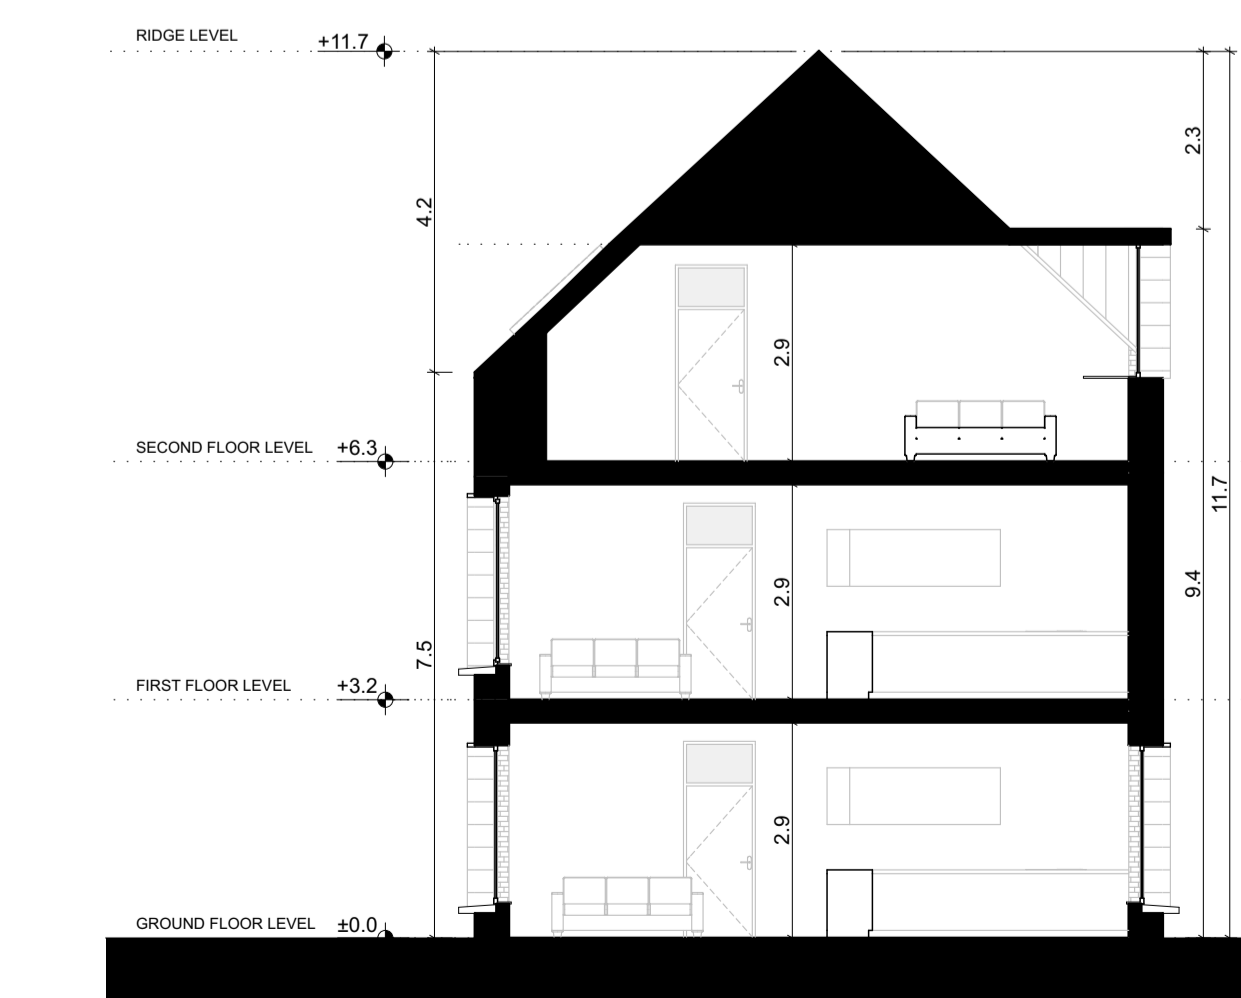 RIDGE LEVEL
+11.7
2.3
4.2
2.9
SECOND FLOOR LEVEL +6.3
11.7
9.4
2.9
7.5
FIRST FLOOR LEVEL +3.2
2.9
GROUND FLOOR LEVEL ±0.0